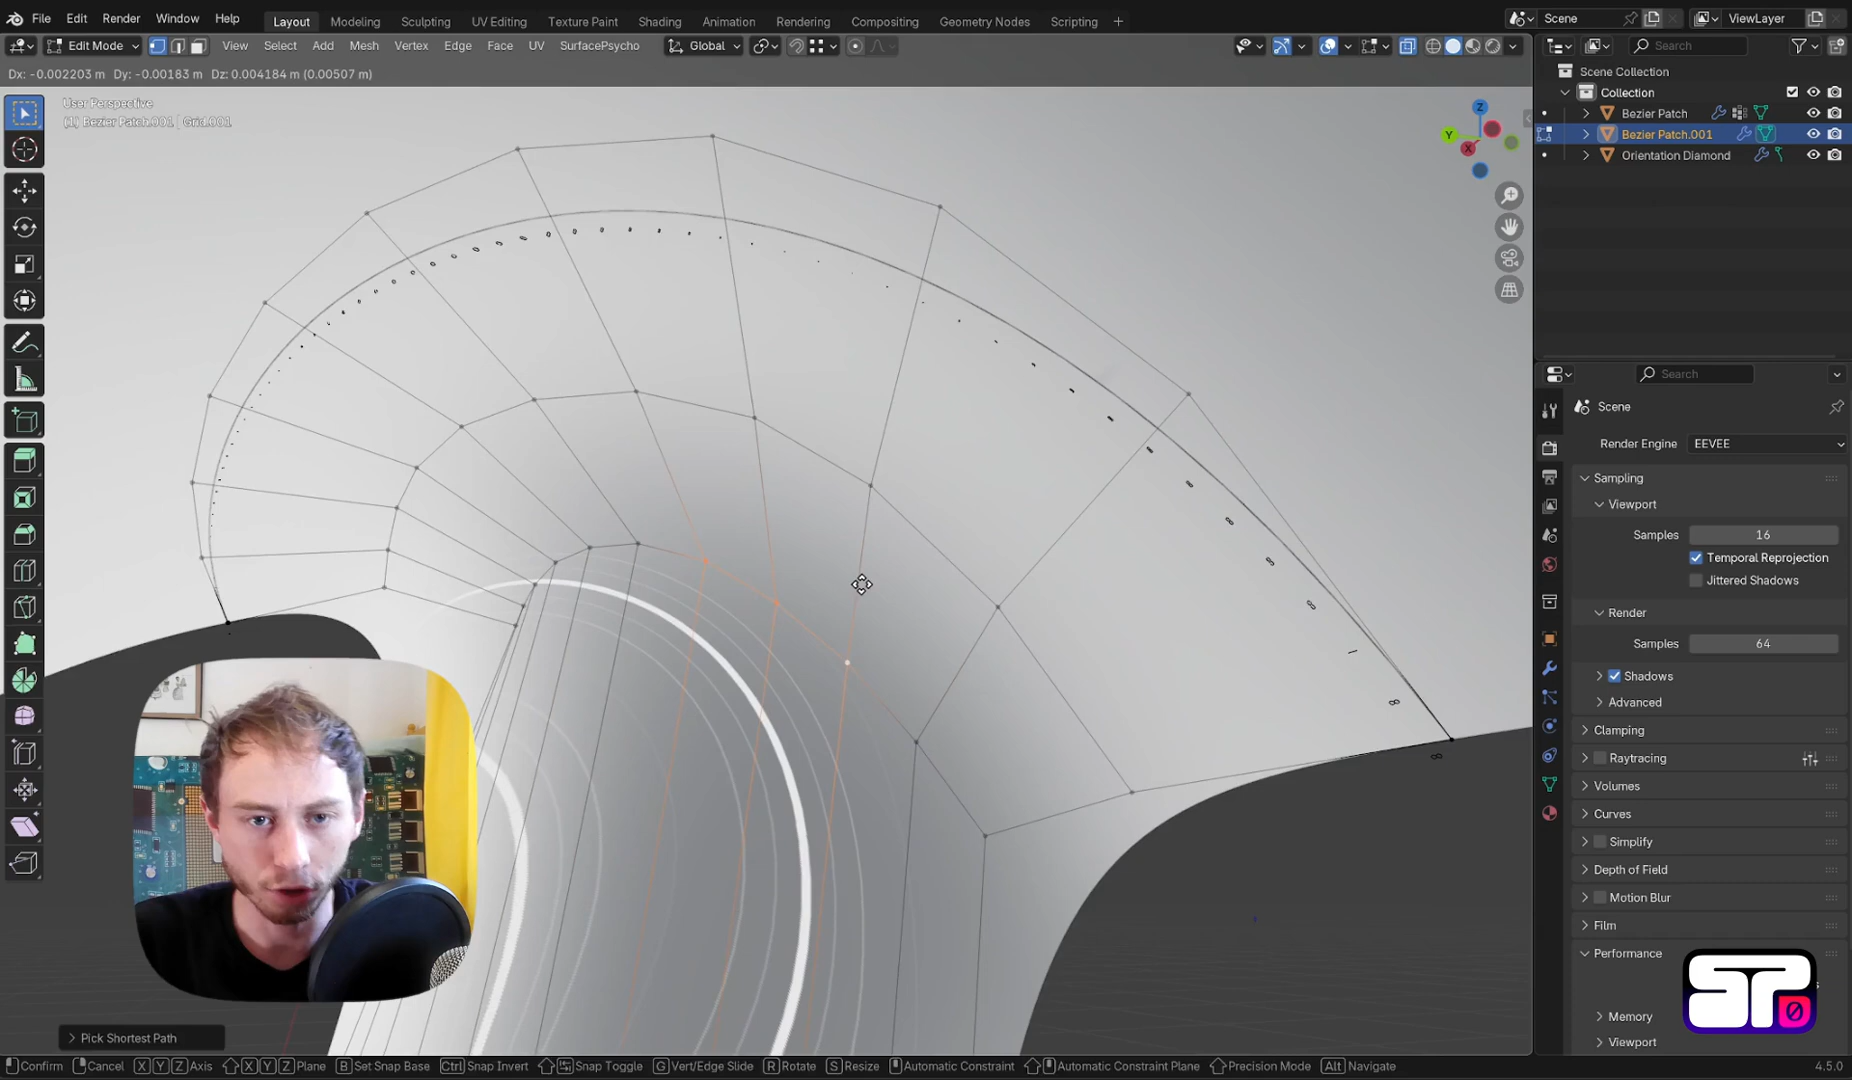 File Edit Render Window Help Layout Modeling Sculpting UV Editing Texture Paint Shading Animation Rendering Compositing Geometry Nodes Scripting + Scene ViewLayer
Edit Mode View Select Add Mesh Vertex Edge Face UV SurfacePsycho Global Search
Dx: -0.002203 m Dy: -0.00183 m Dz: 0.004184 m (0.00507 m)
Scene Collection
Collection
User Perspective
(1) Bezier Patch.001 | Grid.001
Z
Y
X
Bezier Patch
Bezier Patch.001
Orientation Diamond
Search
Scene
Render Engine EEVEE
Sampling
Viewport
Samples 16
Temporal Reprojection
Jittered Shadows
Render
Samples 64
Shadows
Advanced
Clamping
Raytracing
Volumes
Curves
Simplify
Depth of Field
Motion Blur
Film
Performance
Memory
Viewport
SP
0
Pick Shortest Path
Confirm Cancel X Y Z Axis X Y Z Plane B Set Snap Base Ctrl Snap Invert Snap Toggle G Vert/Edge Slide R Rotate S Resize Automatic Constraint Automatic Constraint Plane Precision Mode Alt Navigate 4.5.0